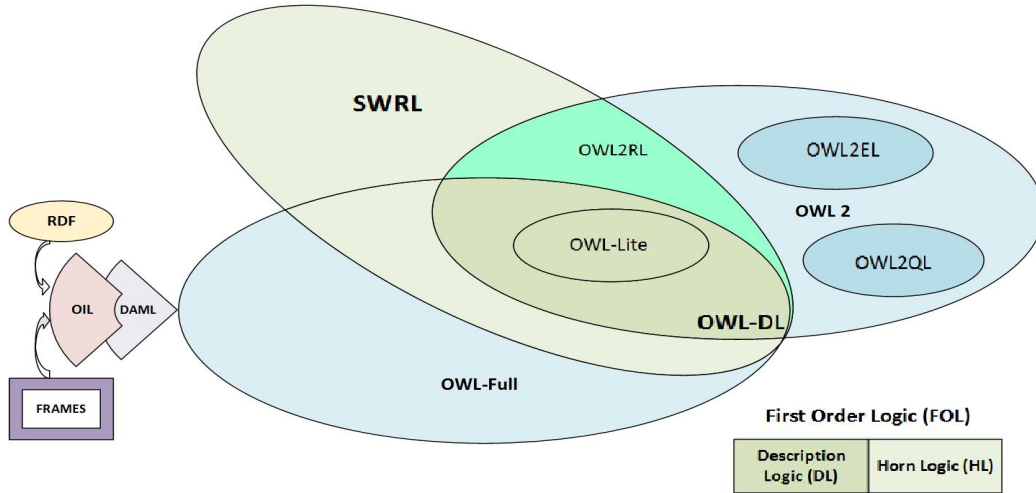 SWRL
OWL2RL
OWL2EL
OWL 2
OWL2QL
OWL-Lite
OWL-DL
OWL-Full
RDF
OIL
DAML
FRAMES
First Order Logic (FOL)
Description
Logic (DL)
Horn Logic (HL)